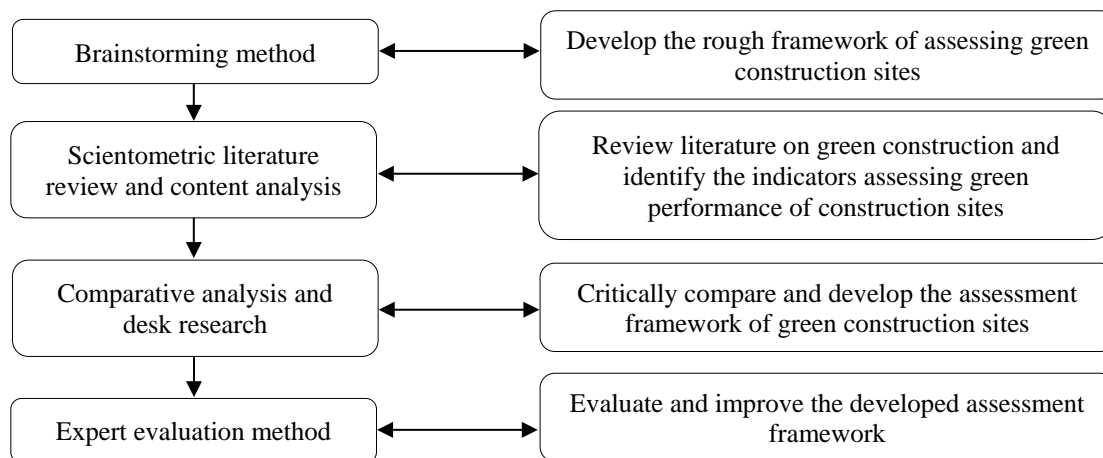 Brainstorming method
Develop the rough framework of assessing green
construction sites
Scientometric literature
review and content analysis
Review literature on green construction and
identify the indicators assessing green
performance of construction sites
Comparative analysis and
desk research
Critically compare and develop the assessment
framework of green construction sites
Expert evaluation method
Evaluate and improve the developed assessment
framework